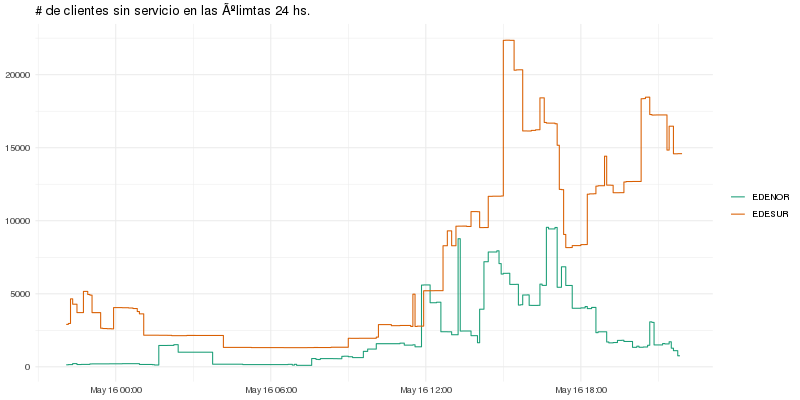 # de clientes sin servicio en las Ãºlimtas 24 hs.
20000
15000
10000
5000
0
May 16 00:00
May 16 06:00
May 16 12:00
May 16 18:00
EDENOR
EDESUR